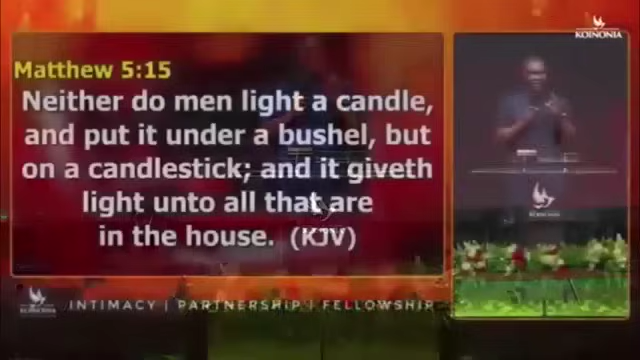 KOINONIA
Matthew 5:15
Neither do men light a candle,
and put it under a bushel, but
on a candlestick; and it giveth
light unto all that are
in the house. (KJV)
INTIMACY | PARTNERSHIP | FELLOWSHIP